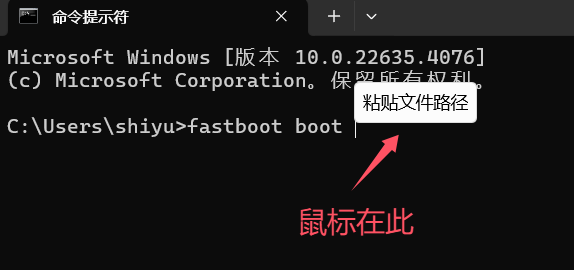 命令提示符
Microsoft Windows [版本 10.0.22635.4076]
(c) Microsoft Corporation。保留所有权利。
粘贴文件路径
C:\Users\shiyu>fastboot boot
鼠标在此